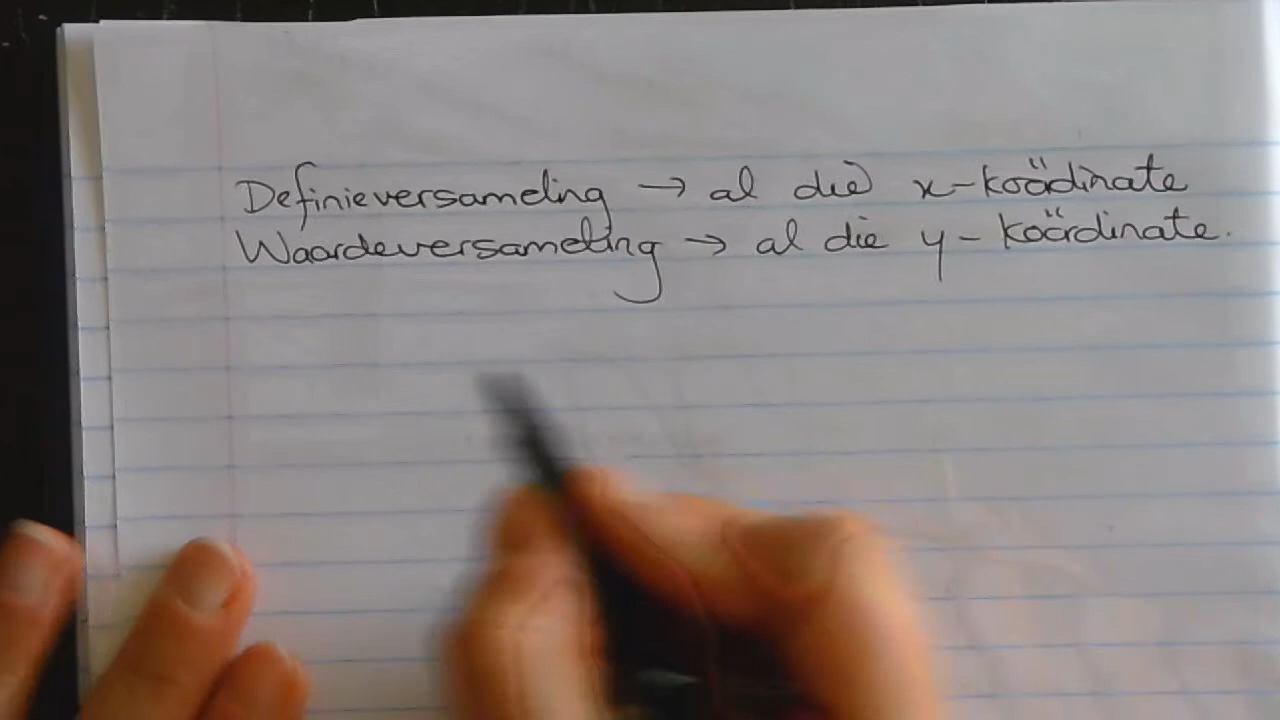 Definieversameling → al die x-koördinate
Waardeversameling → al die y-koördinate.